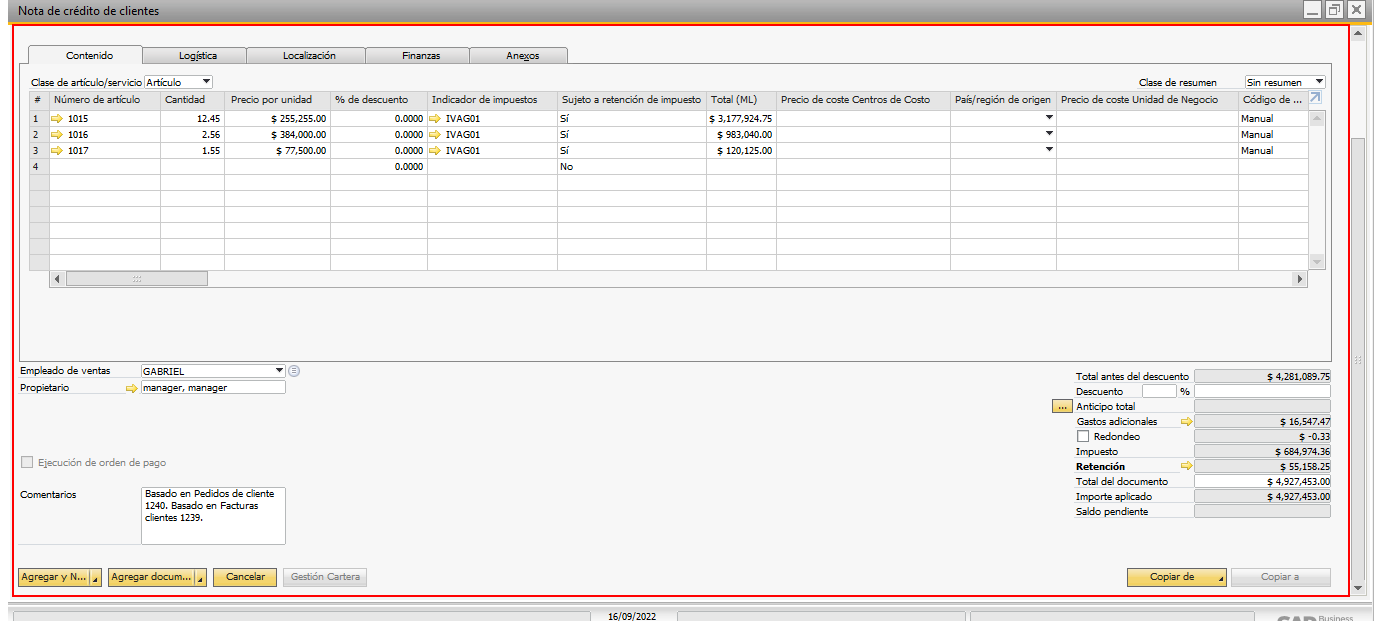 Nota de crédito de clientes
Contenido Logística Localización Finanzas Anexos
Clase de artículo/servicio Artículo Clase de resumen Sin resumen
# Número de artículo Cantidad Precio por unidad % de descuento Indicador de impuestos Sujeto a retención de impuesto Total (ML) Precio de coste Centros de Costo País/región de origen Precio de coste Unidad de Negocio Código de ...
1 1015 12.45 $ 255,255.00 0.0000 IVAG01 Sí $ 3,177,924.75 Manual
2 1016 2.56 $ 384,000.00 0.0000 IVAG01 Sí $ 983,040.00 Manual
3 1017 1.55 $ 77,500.00 0.0000 IVAG01 Sí $ 120,125.00 Manual
4 0.0000 No
Empleado de ventas GABRIEL
Propietario manager, manager
Total antes del descuento $ 4,281,089.75
Descuento %
... Anticipo total
Gastos adicionales $ 16,547.47
Redondeo $ -0.33
Impuesto $ 684,974.36
Retención $ 55,158.25
Total del documento $ 4,927,453.00
Importe aplicado $ 4,927,453.00
Saldo pendiente
Ejecución de orden de pago
Comentarios Basado en Pedidos de cliente
1240. Basado en Facturas
clientes 1239.
Agregar y N... Agregar docum... Cancelar Gestión Cartera Copiar de Copiar a
16/09/2022
Business